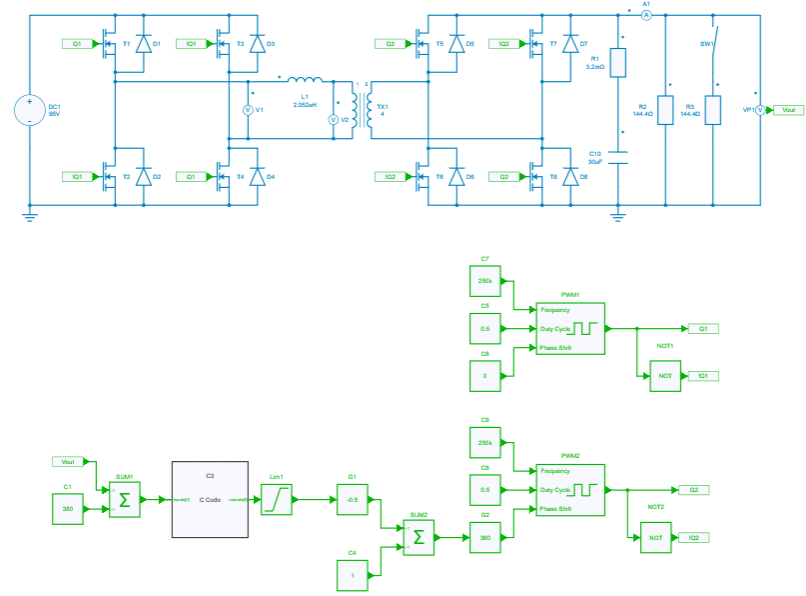 A1
Q1
T1
D1
!Q1
T3
D3
Q2
T5
D5
!Q2
T7
D7
SW1
R1
3.2mΩ
L1
2.052uH
1 2
DC1
95V
V1
V2
TX1
4
R2
144.4Ω
R3
144.4Ω
VP1
Vout
C10
30uF
!Q1
T2
D2
Q1
T4
D4
!Q2
T6
D6
Q2
T8
D8
C7
250k
PWM1
Frequency
Duty Cycle
Phase Shift
C5
0.5
C6
0
Q1
NOT1
NOT
!Q1
C9
250k
PWM2
Frequency
Duty Cycle
Phase Shift
C8
0.5
Q2
NOT2
NOT
!Q2
Vout
SUM1
Σ
C1
380
C3
C Code
Lim1
G1
-0.5
SUM2
Σ
G2
360
C4
1